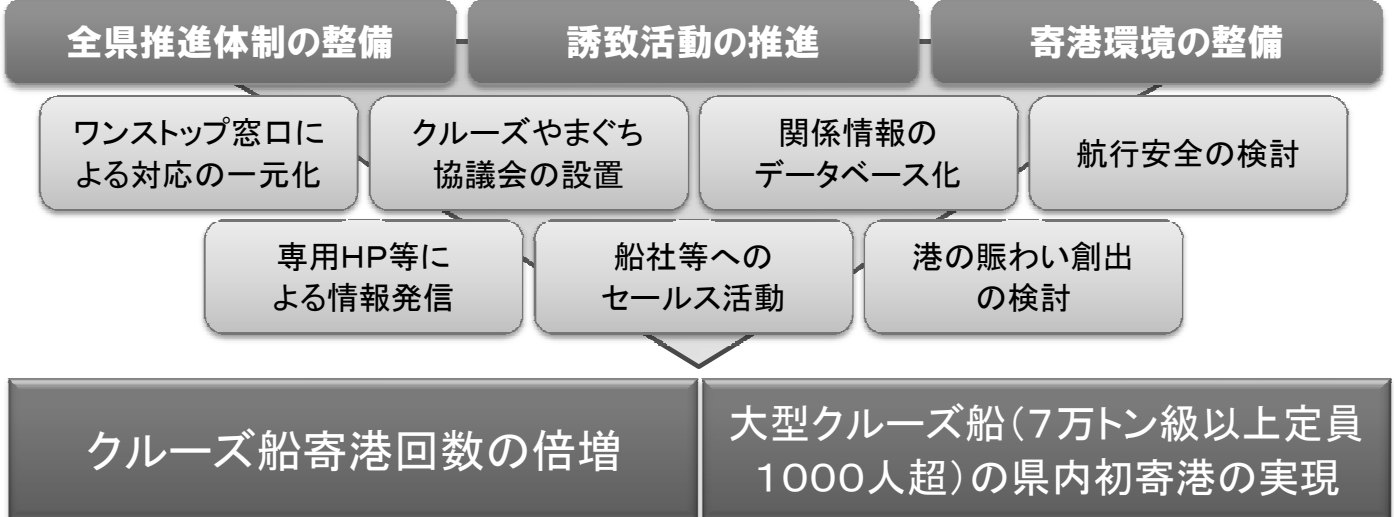 全県推進体制の整備
誘致活動の推進
寄港環境の整備
ワンストップ窓口に
よる対応の一元化
クルーズやまぐち
協議会の設置
関係情報の
データベース化
航行安全の検討
専用HP等に
よる情報発信
船社等への
セールス活動
港の賑わい創出
の検討
クルーズ船寄港回数の倍増
大型クルーズ船(7万トン級以上定員
1000人超)の県内初寄港の実現